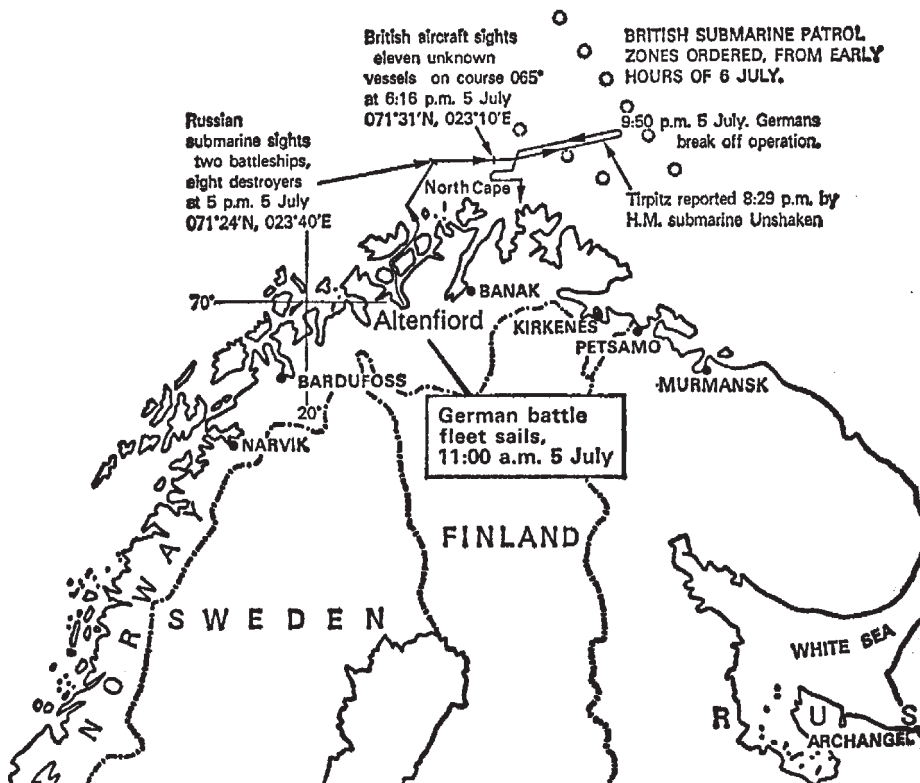 British aircraft sights
eleven unknown
vessels on course 065°
at 6:16 p.m. 5 July
071°31'N, 023°10'E
BRITISH SUBMARINE PATROL
ZONES ORDERED, FROM EARLY
HOURS OF 6 JULY.
Russian
submarine sights
two battleships,
eight destroyers
at 5 p.m. 5 July
071°24'N, 023°40'E
9:50 p.m. 5 July. Germans
break off operation.
Tirpitz reported 8:29 p.m. by
H.M. submarine Unshaken
North Cape
70°
BANAK
Altenfiord
KIRKENES
PETSAMO
MURMANSK
BARDUFOSS
20°
NARVIK
German battle
fleet sails,
11:00 a.m. 5 July
FINLAND
SWEDEN
NORWAY
WHITE SEA
RUS
ARCHANGEL